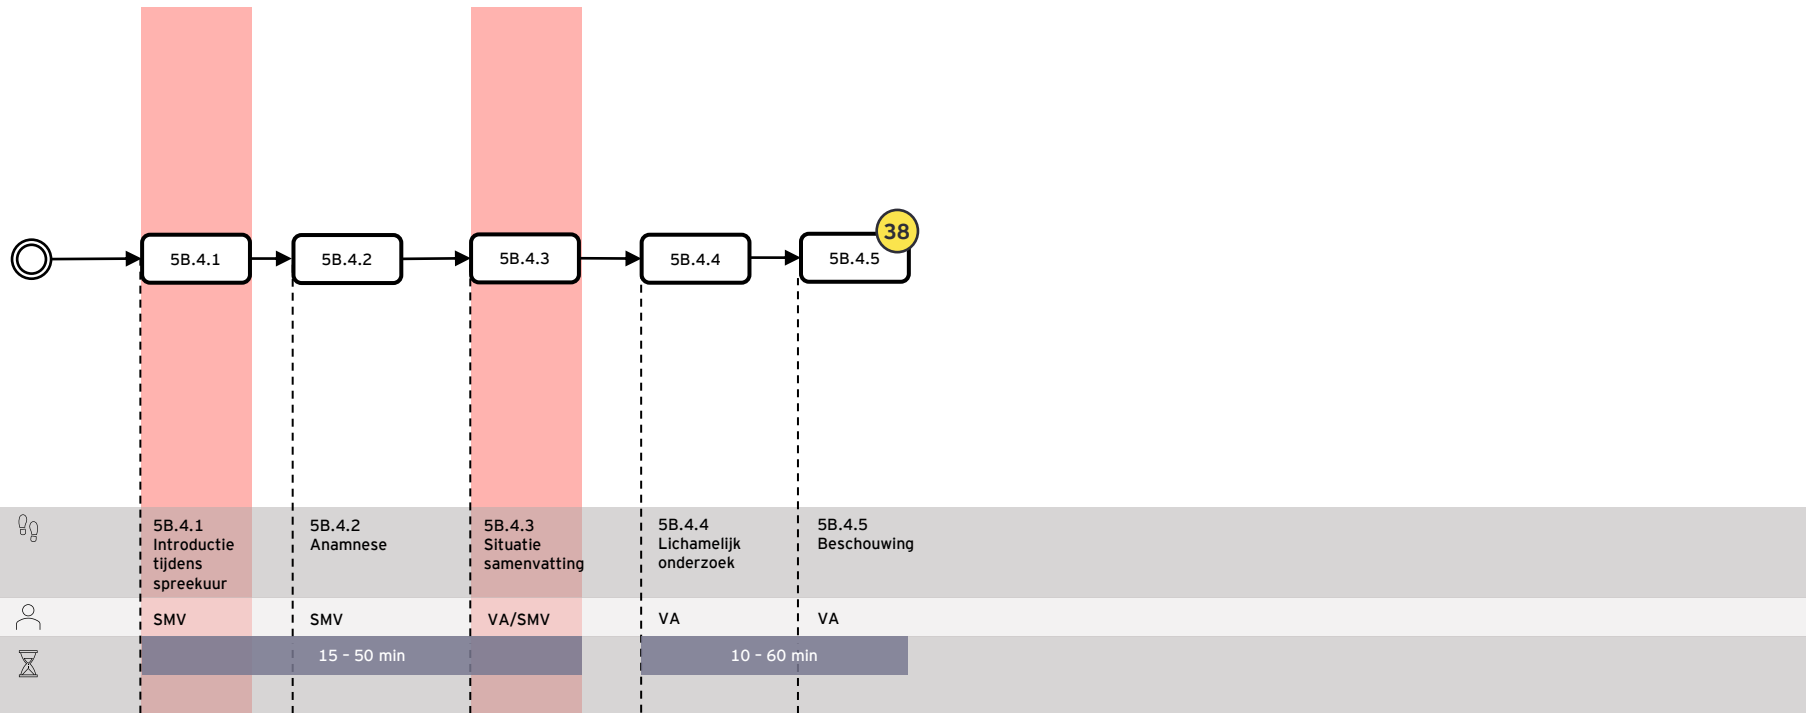 38
5B.4.1
5B.4.2
5B.4.3
5B.4.4
5B.4.5
5B.4.1
Introductie
tijdens
spreekuur
5B.4.2
Anamnese
5B.4.3
Situatie
samenvatting
5B.4.4
Lichamelijk
onderzoek
5B.4.5
Beschouwing
SMV
SMV
VA/SMV
VA
VA
15 - 50 min
10 - 60 min